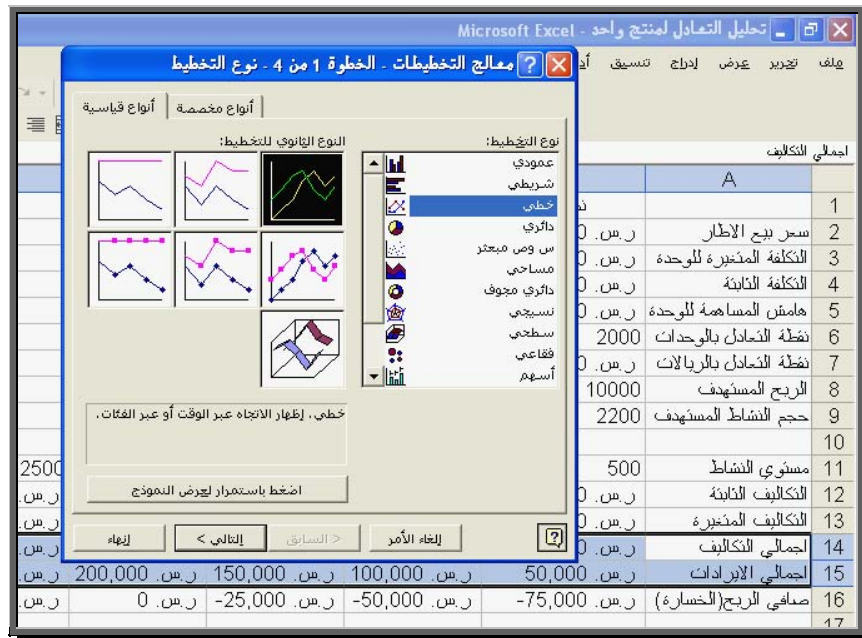 تحليل التعادل لمنتج واحد - Microsoft Excel
ملف تحرير عرض إدراج تنسيق
معالج التخطيطات - الخطوة 1 من 4 - نوع التخطيط
أنواع قياسية أنواع مخصصة
نوع التخطيط:
عمودي
شريطي
خطي
دائري
س وص مبعثر
مساحي
دائري مجوف
نسيجي
سطحي
فقاعي
أسهم
النوع الثانوي للتخطيط:
خطي. إظهار الاتجاه عبر الوقت أو عبر الفئات.
اضغط باستمرار لعرض النموذج
إلغاء الأمر < السابق التالي > إنهاء
اجمالي التكاليف
A
1
2 سعر بيع الاطار ر.س.
3 التكلفة المتغيرة للوحدة ر.س.
4 التكلفة الثابتة ر.س.
5 هامش المساهمة للوحدة ر.س.
6 نقطة التعادل بالوحدات 2000
7 نقطة التعادل بالريالات ر.س.
8 الربح المستهدف 10000
9 حجم النشاط المستهدف 2200
10
11 مستوي النشاط 500 2500
12 التكاليف الثابتة ر.س. ر.س.
13 التكاليف المتغيرة ر.س. ر.س.
14 اجمالي التكاليف ر.س. ر.س.
15 اجمالي الايرادات ر.س. 50,000 ر.س. 100,000 ر.س. 150,000 ر.س. 200,000 ر.س.
16 صافي الربح(الخسارة) ر.س. 75,000- ر.س. 50,000- ر.س. 25,000- ر.س. 0 ر.س.
17